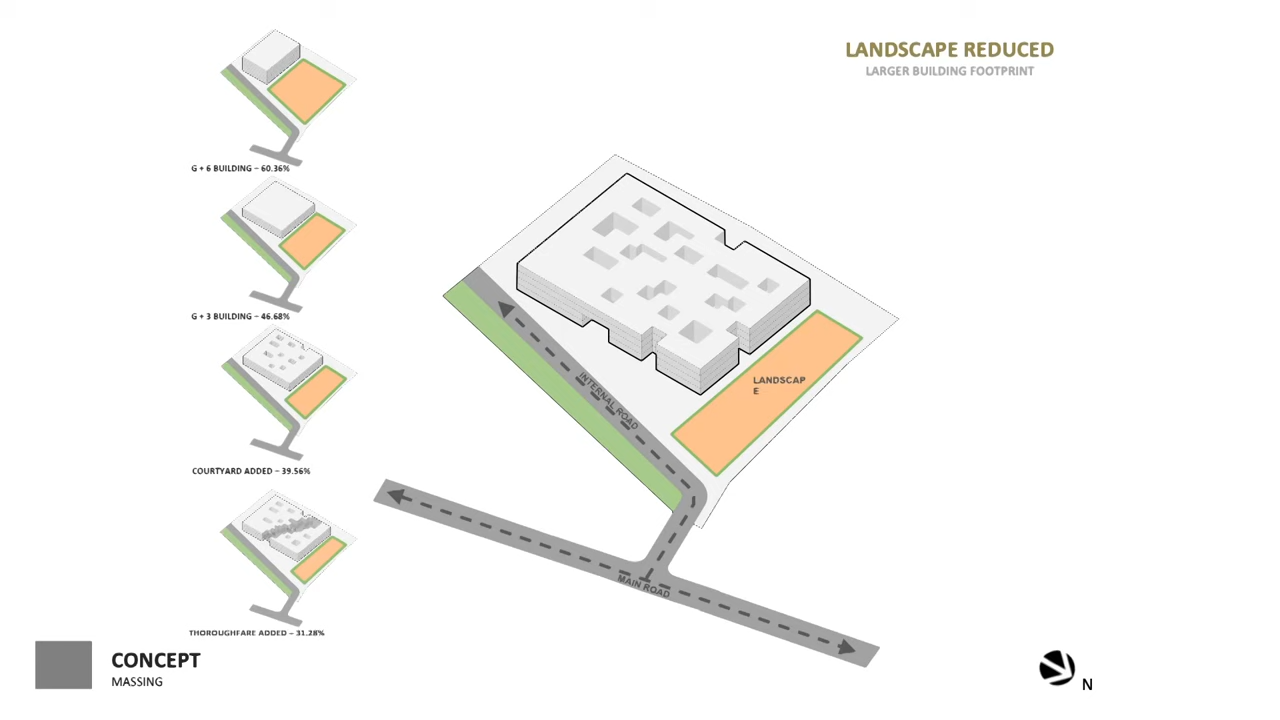 LANDSCAPE REDUCED
LARGER BUILDING FOOTPRINT
G + 6 BUILDING – 60.36%
G + 3 BUILDING – 46.68%
COURTYARD ADDED – 39.56%
THOROUGHFARE ADDED – 31.28%
LANDSCAP
E
INTERNAL ROAD
MAIN ROAD
CONCEPT
MASSING
N